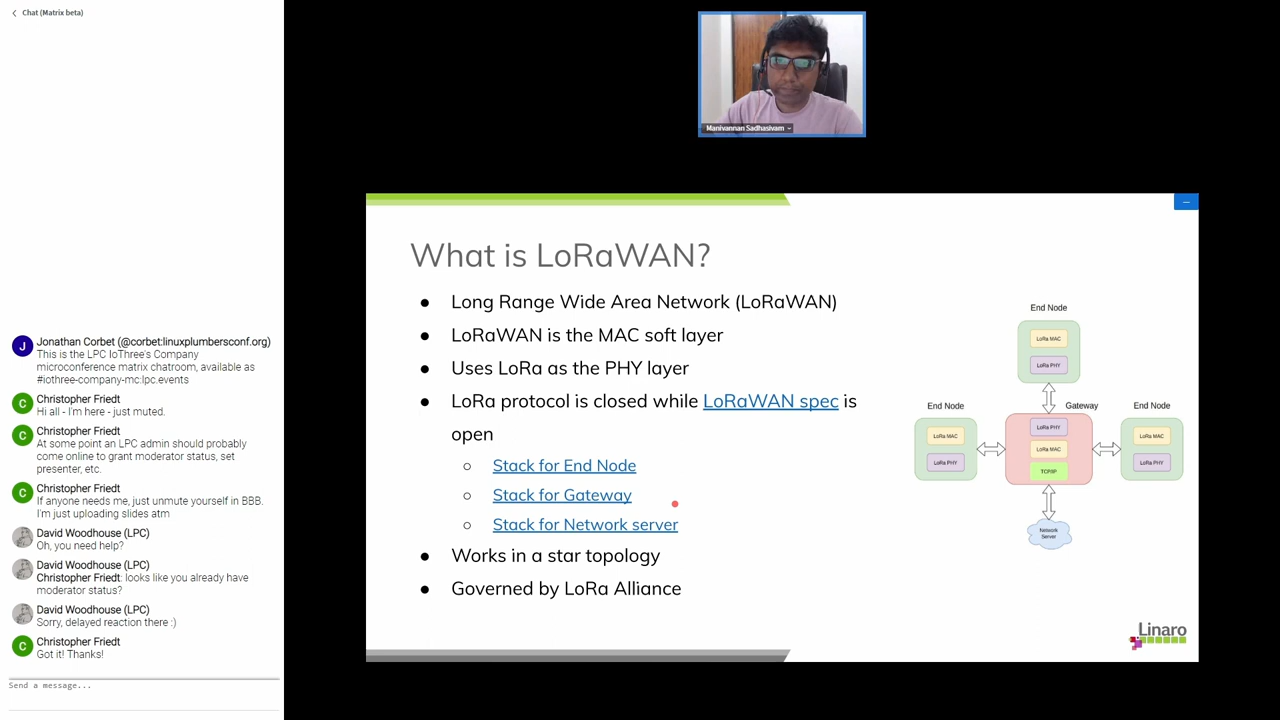 Chat (Matrix beta)
Jonathan Corbet (@corbet:linuxplumbersconf.org)
This is the LPC IoThree's Company
microconference matrix chatroom, available as
#iothree-company-mc:lpc.events
Christopher Friedt
Hi all - I'm here - just muted.
Christopher Friedt
At some point an LPC admin should probably
come online to grant moderator status, set
presenter, etc.
Christopher Friedt
If anyone needs me, just unmute yourself in BBB.
I'm just uploading slides atm
David Woodhouse (LPC)
Oh, you need help?
David Woodhouse (LPC)
Christopher Friedt: looks like you already have
moderator status?
David Woodhouse (LPC)
Sorry, delayed reaction there :)
Christopher Friedt
Got it! Thanks!
Send a message...
J
C
C
C
C
Manivannan Sadhasivam
What is LoRaWAN?
● Long Range Wide Area Network (LoRaWAN)
● LoRaWAN is the MAC soft layer
● Uses LoRa as the PHY layer
● LoRa protocol is closed while LoRaWAN spec is
open
○ Stack for End Node
○ Stack for Gateway
○ Stack for Network server
● Works in a star topology
● Governed by LoRa Alliance
End Node
LoRa MAC
LoRa PHY
End Node
LoRa MAC
LoRa PHY
Gateway
LoRa PHY
LoRa MAC
TCP/IP
End Node
LoRa MAC
LoRa PHY
Network
Server
Linaro